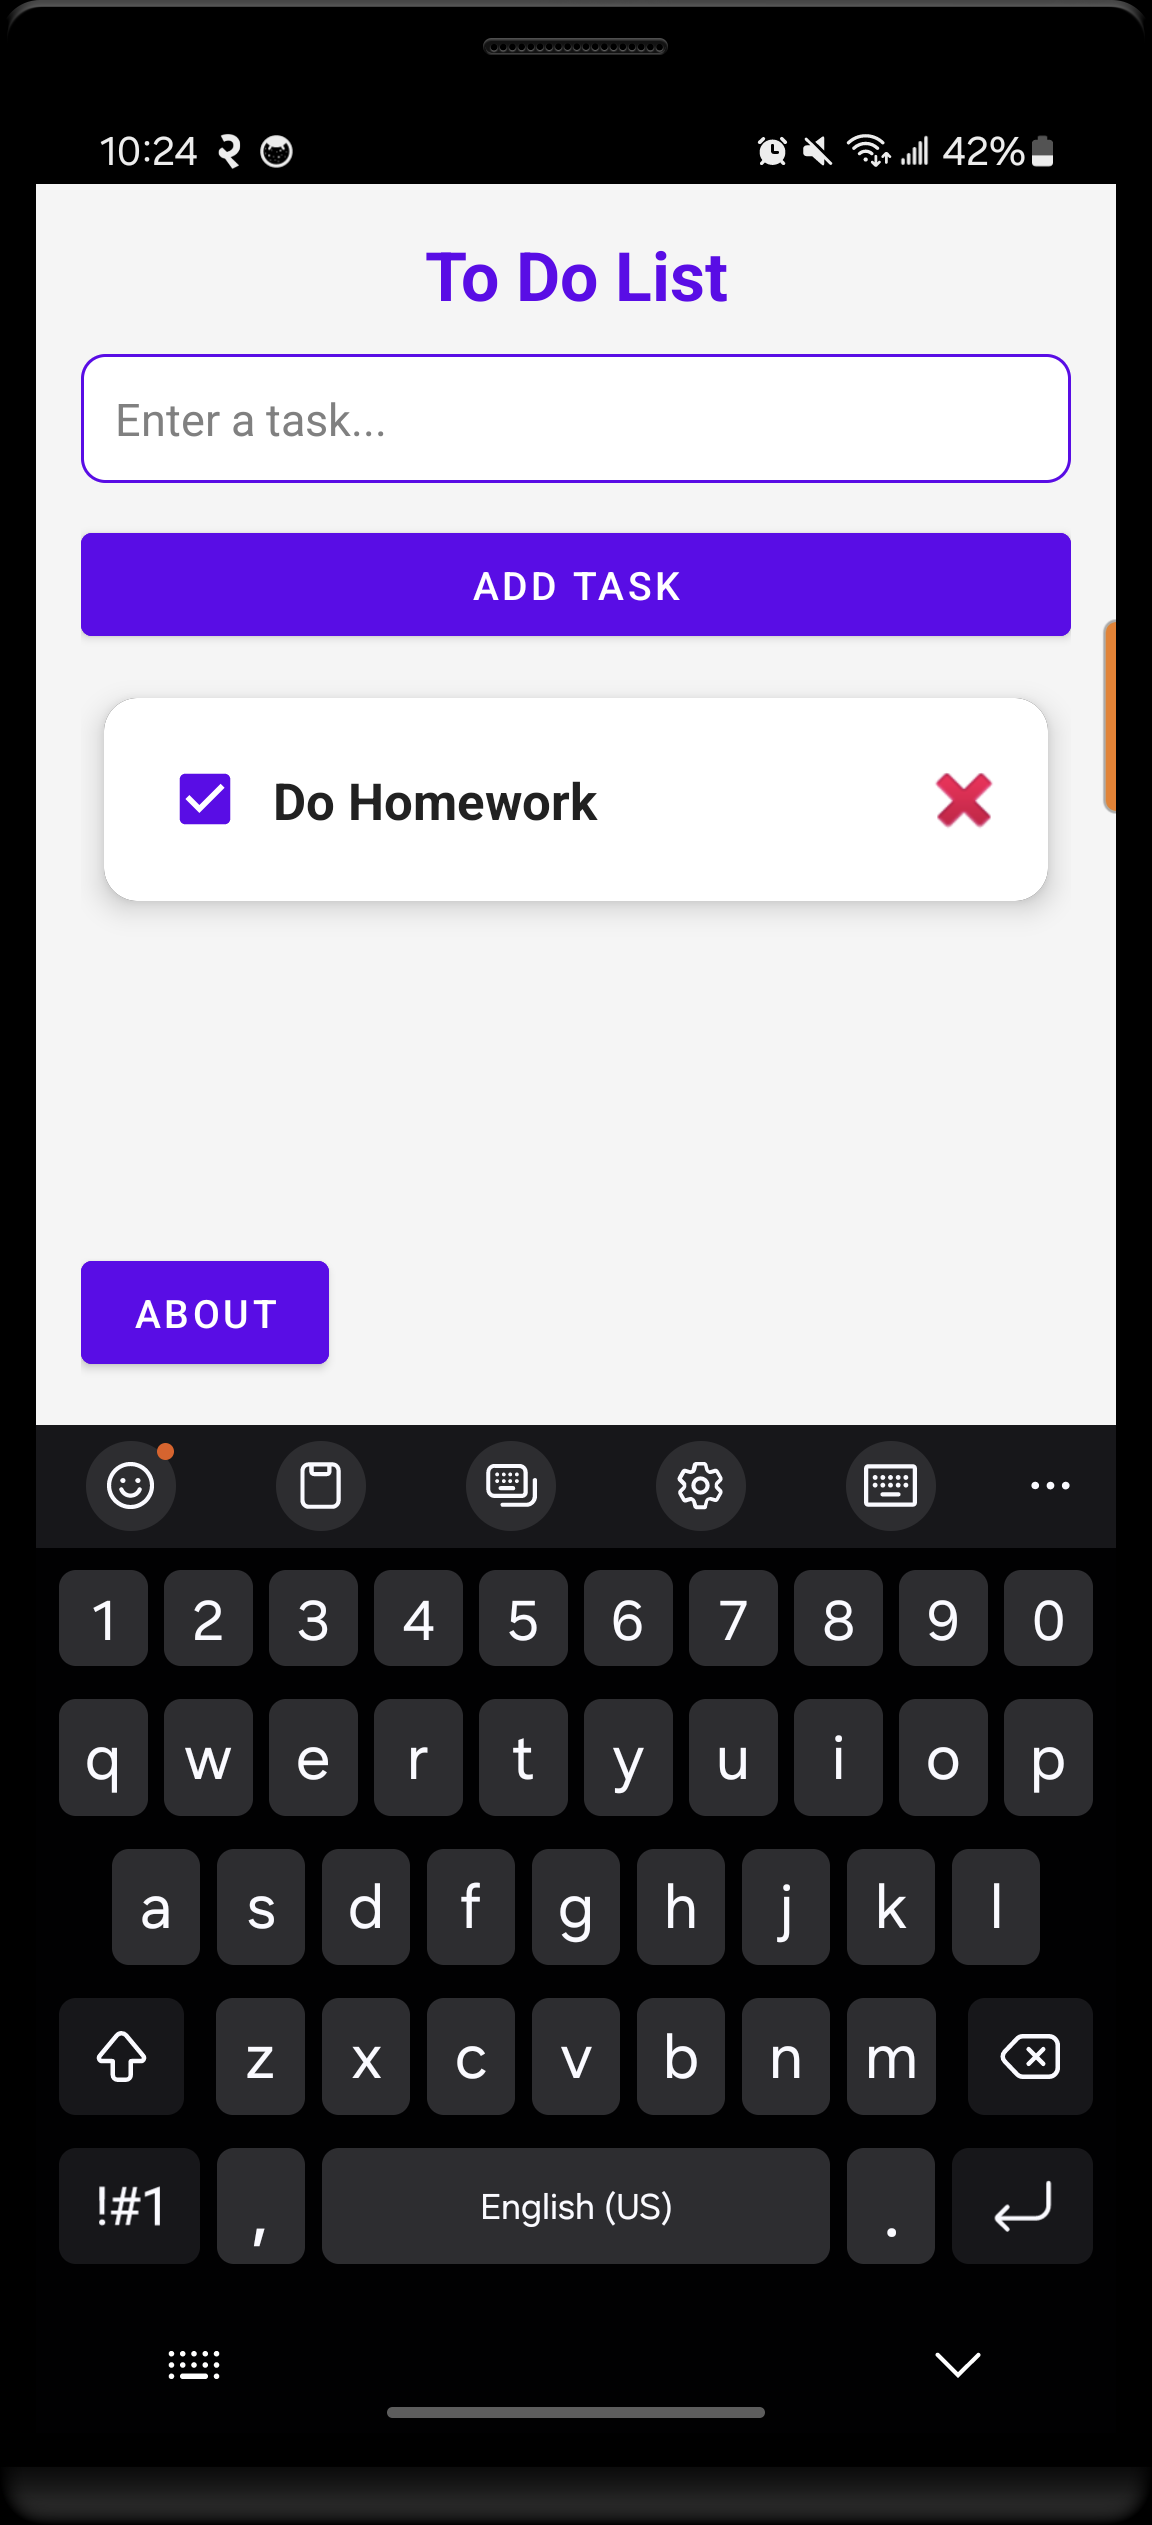 10:24 42%
To Do List
Enter a task...
ADD TASK
Do Homework
ABOUT
1 2 3 4 5 6 7 8 9 0
q w e r t y u i o p
a s d f g h j k l
z x c v b n m
!#1 , English (US) .